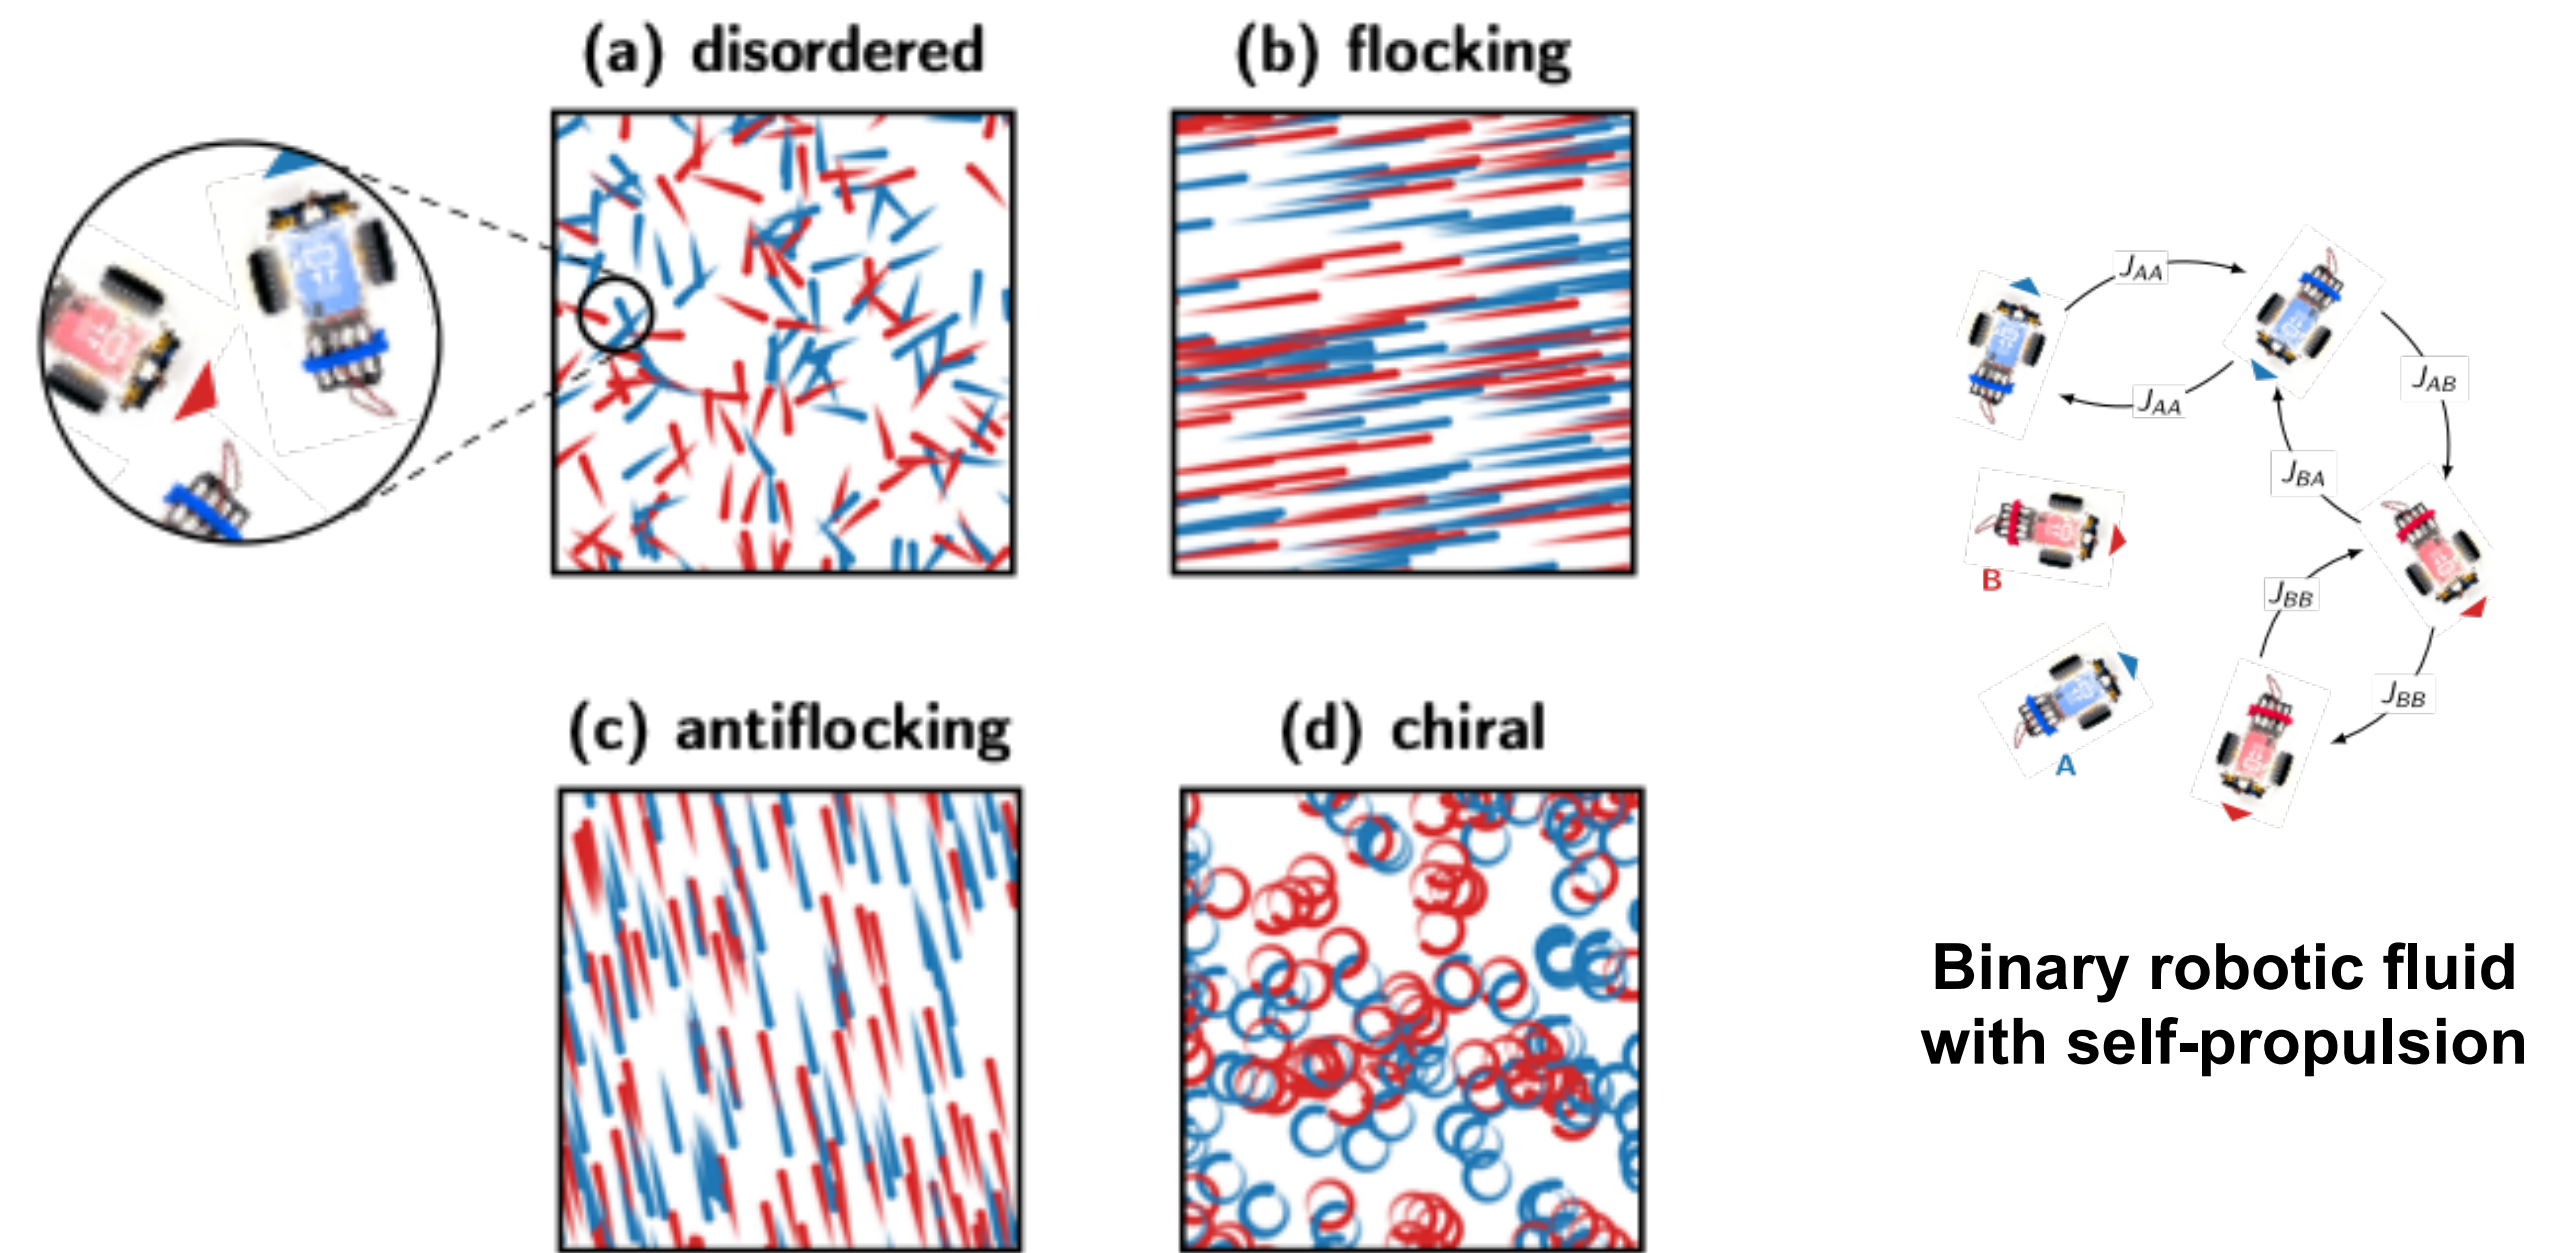 (a) disordered
(b) flocking
(c) antiflocking
(d) chiral
J_AA
J_AA
J_AB
J_BA
J_BB
J_BB
B
A
Binary robotic fluid
with self-propulsion